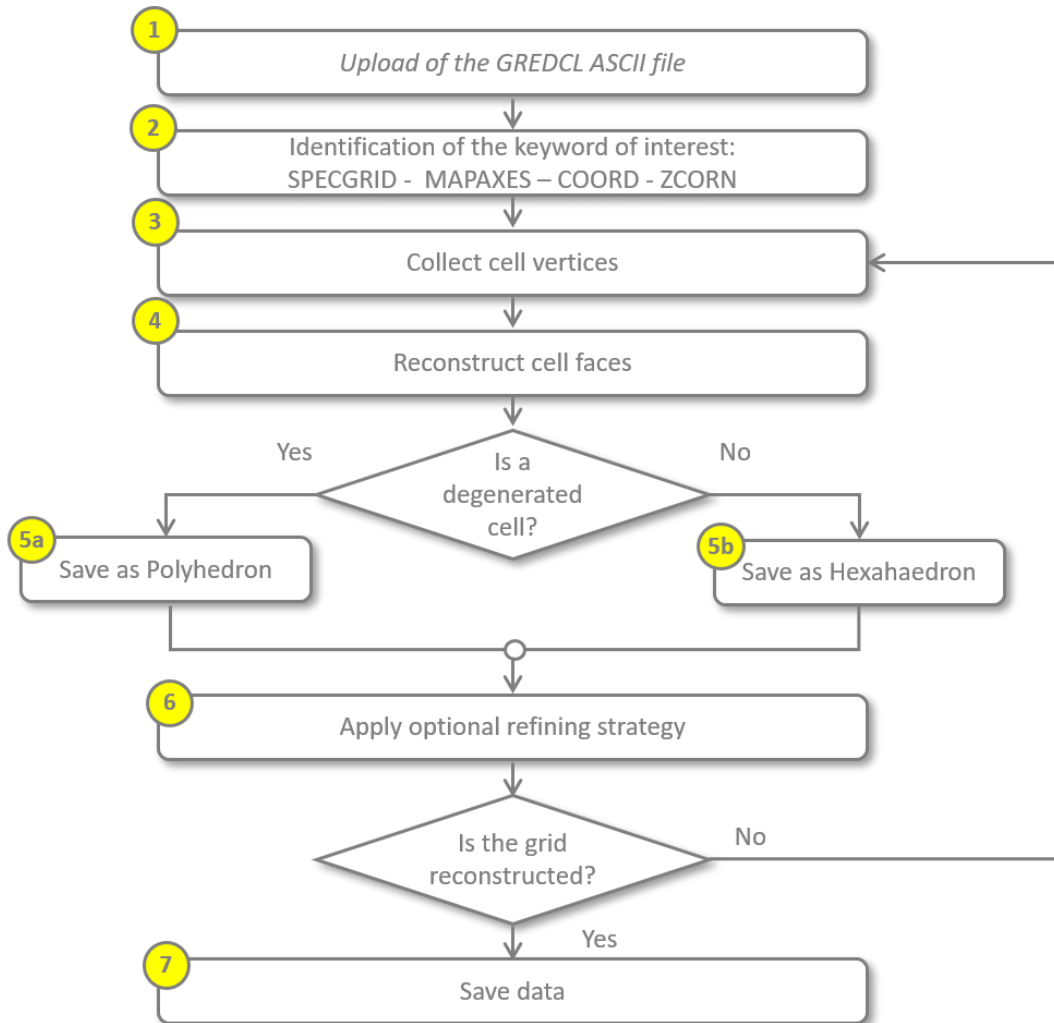 1
Upload of the GREDCL ASCII file
2
Identification of the keyword of interest:
SPECGRID - MAPAXES – COORD - ZCORN
3
Collect cell vertices
4
Reconstruct cell faces
Yes
Is a
degenerated
cell?
No
5a
Save as Polyhedron
5b
Save as Hexahaedron
6
Apply optional refining strategy
Is the grid
reconstructed?
No
Yes
7
Save data